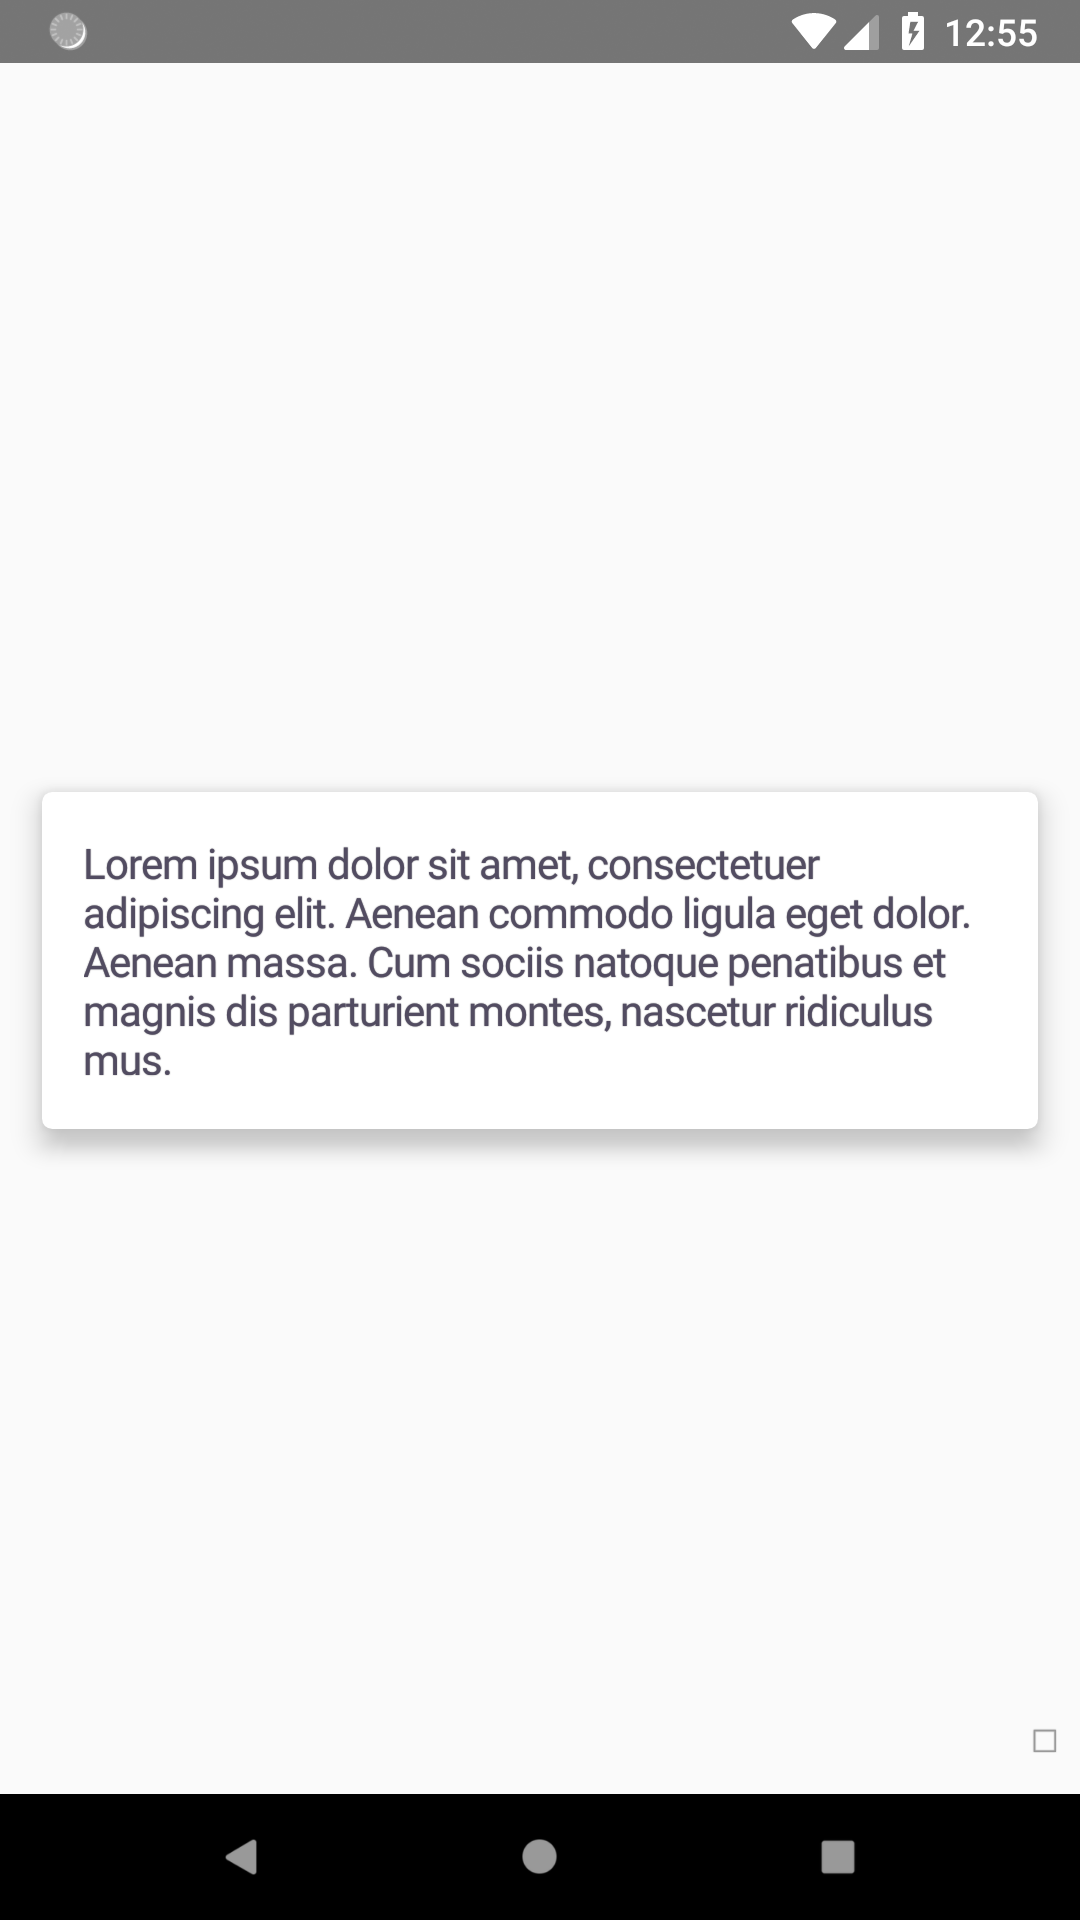 12:55
Lorem ipsum dolor sit amet, consectetuer
adipiscing elit. Aenean commodo ligula eget dolor.
Aenean massa. Cum sociis natoque penatibus et
magnis dis parturient montes, nascetur ridiculus
mus.